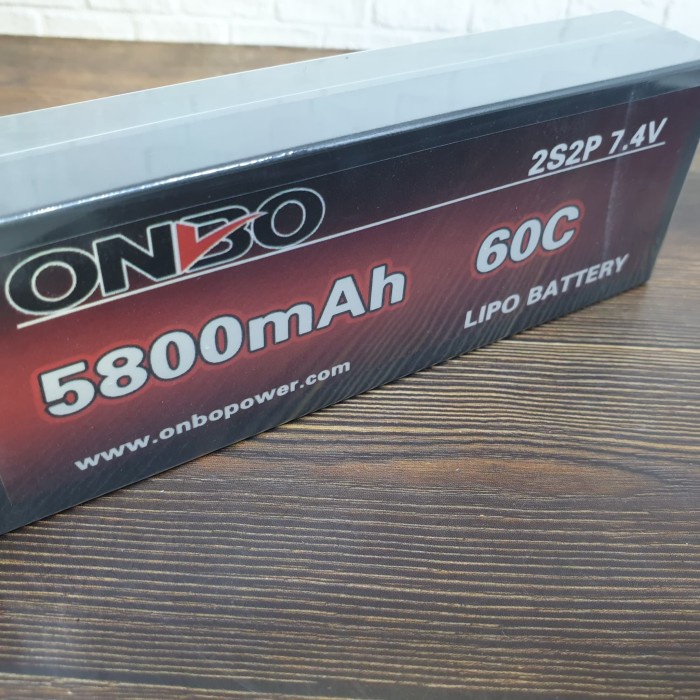 2S2P 7.4V
ONBO
5800mAh 60C
LIPO BATTERY
www.onbopower.com